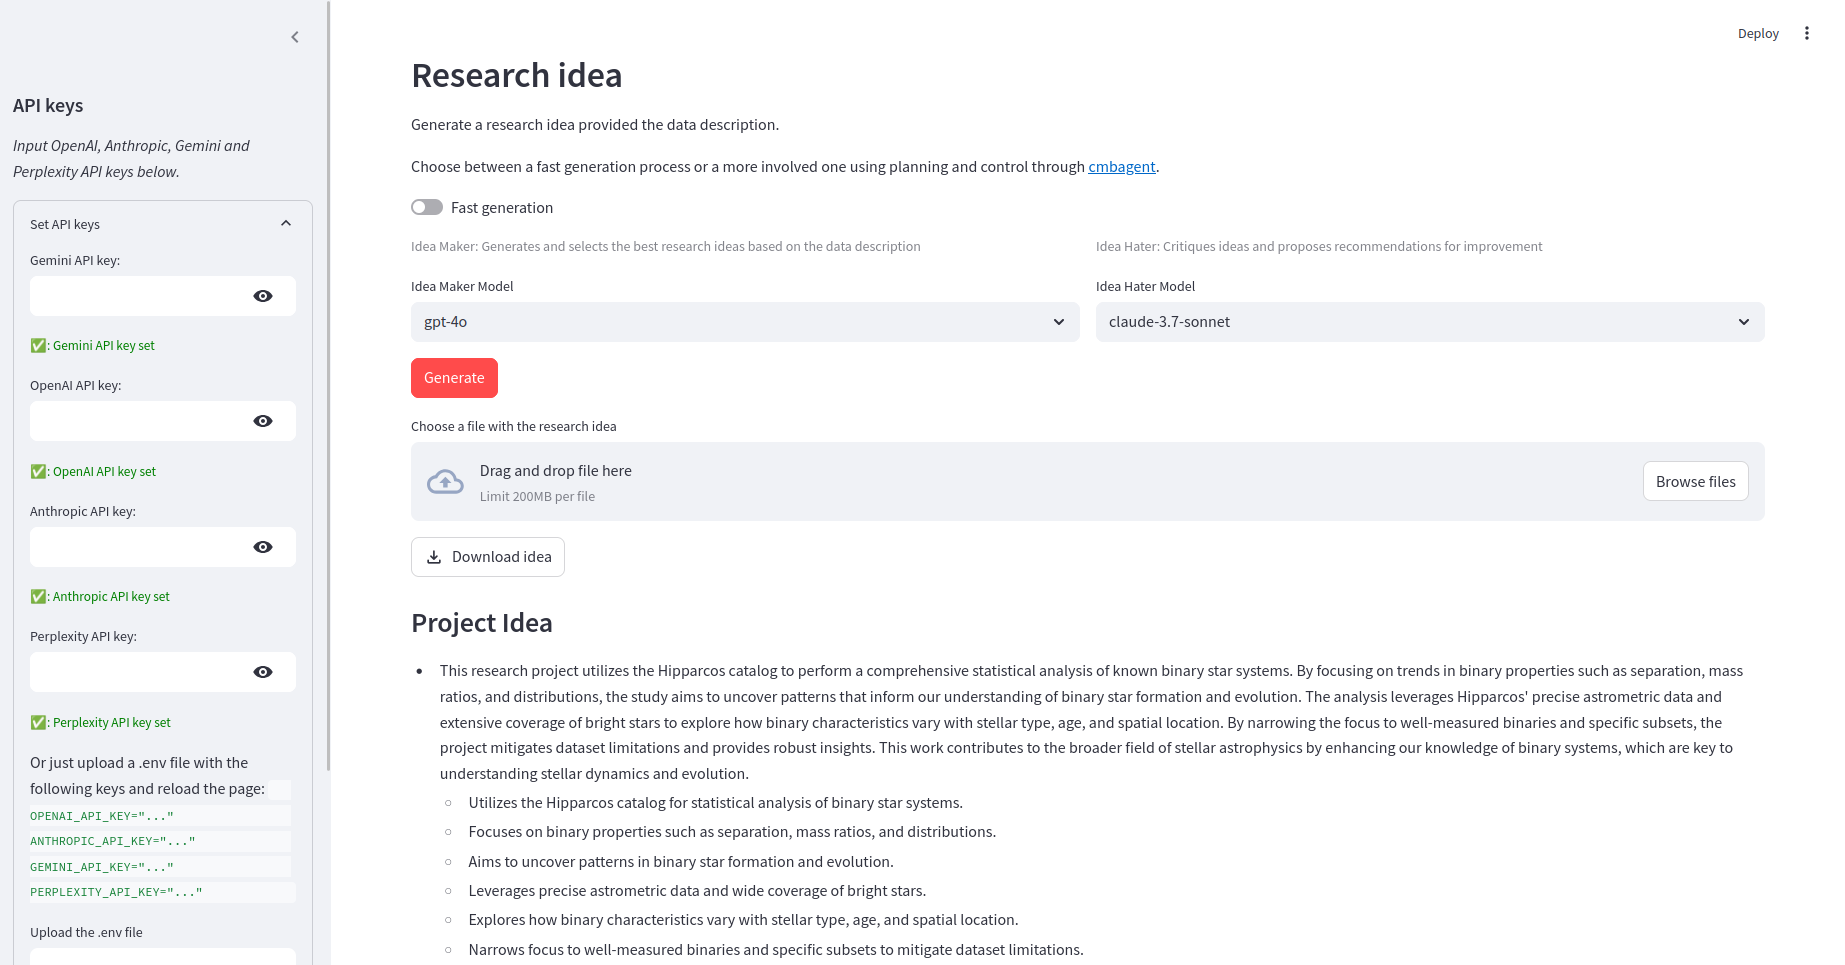 API keys
Input OpenAI, Anthropic, Gemini and
Perplexity API keys below.
Set API keys
Gemini API key:
✅: Gemini API key set
OpenAI API key:
✅: OpenAI API key set
Anthropic API key:
✅: Anthropic API key set
Perplexity API key:
✅: Perplexity API key set
Or just upload a .env file with the
following keys and reload the page:
OPENAI_API_KEY="..."
ANTHROPIC_API_KEY="..."
GEMINI_API_KEY="..."
PERPLEXITY_API_KEY="..."
Upload the .env file
Deploy
Research idea
Generate a research idea provided the data description.
Choose between a fast generation process or a more involved one using planning and control through cmbagent.
Fast generation
Idea Maker: Generates and selects the best research ideas based on the data description
Idea Maker Model
gpt-4o
Idea Hater: Critiques ideas and proposes recommendations for improvement
Idea Hater Model
claude-3.7-sonnet
Generate
Choose a file with the research idea
Drag and drop file here
Limit 200MB per file
Browse files
Download idea
Project Idea
• This research project utilizes the Hipparcos catalog to perform a comprehensive statistical analysis of known binary star systems. By focusing on trends in binary properties such as separation, mass
ratios, and distributions, the study aims to uncover patterns that inform our understanding of binary star formation and evolution. The analysis leverages Hipparcos' precise astrometric data and
extensive coverage of bright stars to explore how binary characteristics vary with stellar type, age, and spatial location. By narrowing the focus to well-measured binaries and specific subsets, the
project mitigates dataset limitations and provides robust insights. This work contributes to the broader field of stellar astrophysics by enhancing our knowledge of binary systems, which are key to
understanding stellar dynamics and evolution.
○ Utilizes the Hipparcos catalog for statistical analysis of binary star systems.
○ Focuses on binary properties such as separation, mass ratios, and distributions.
○ Aims to uncover patterns in binary star formation and evolution.
○ Leverages precise astrometric data and wide coverage of bright stars.
○ Explores how binary characteristics vary with stellar type, age, and spatial location.
○ Narrows focus to well-measured binaries and specific subsets to mitigate dataset limitations.